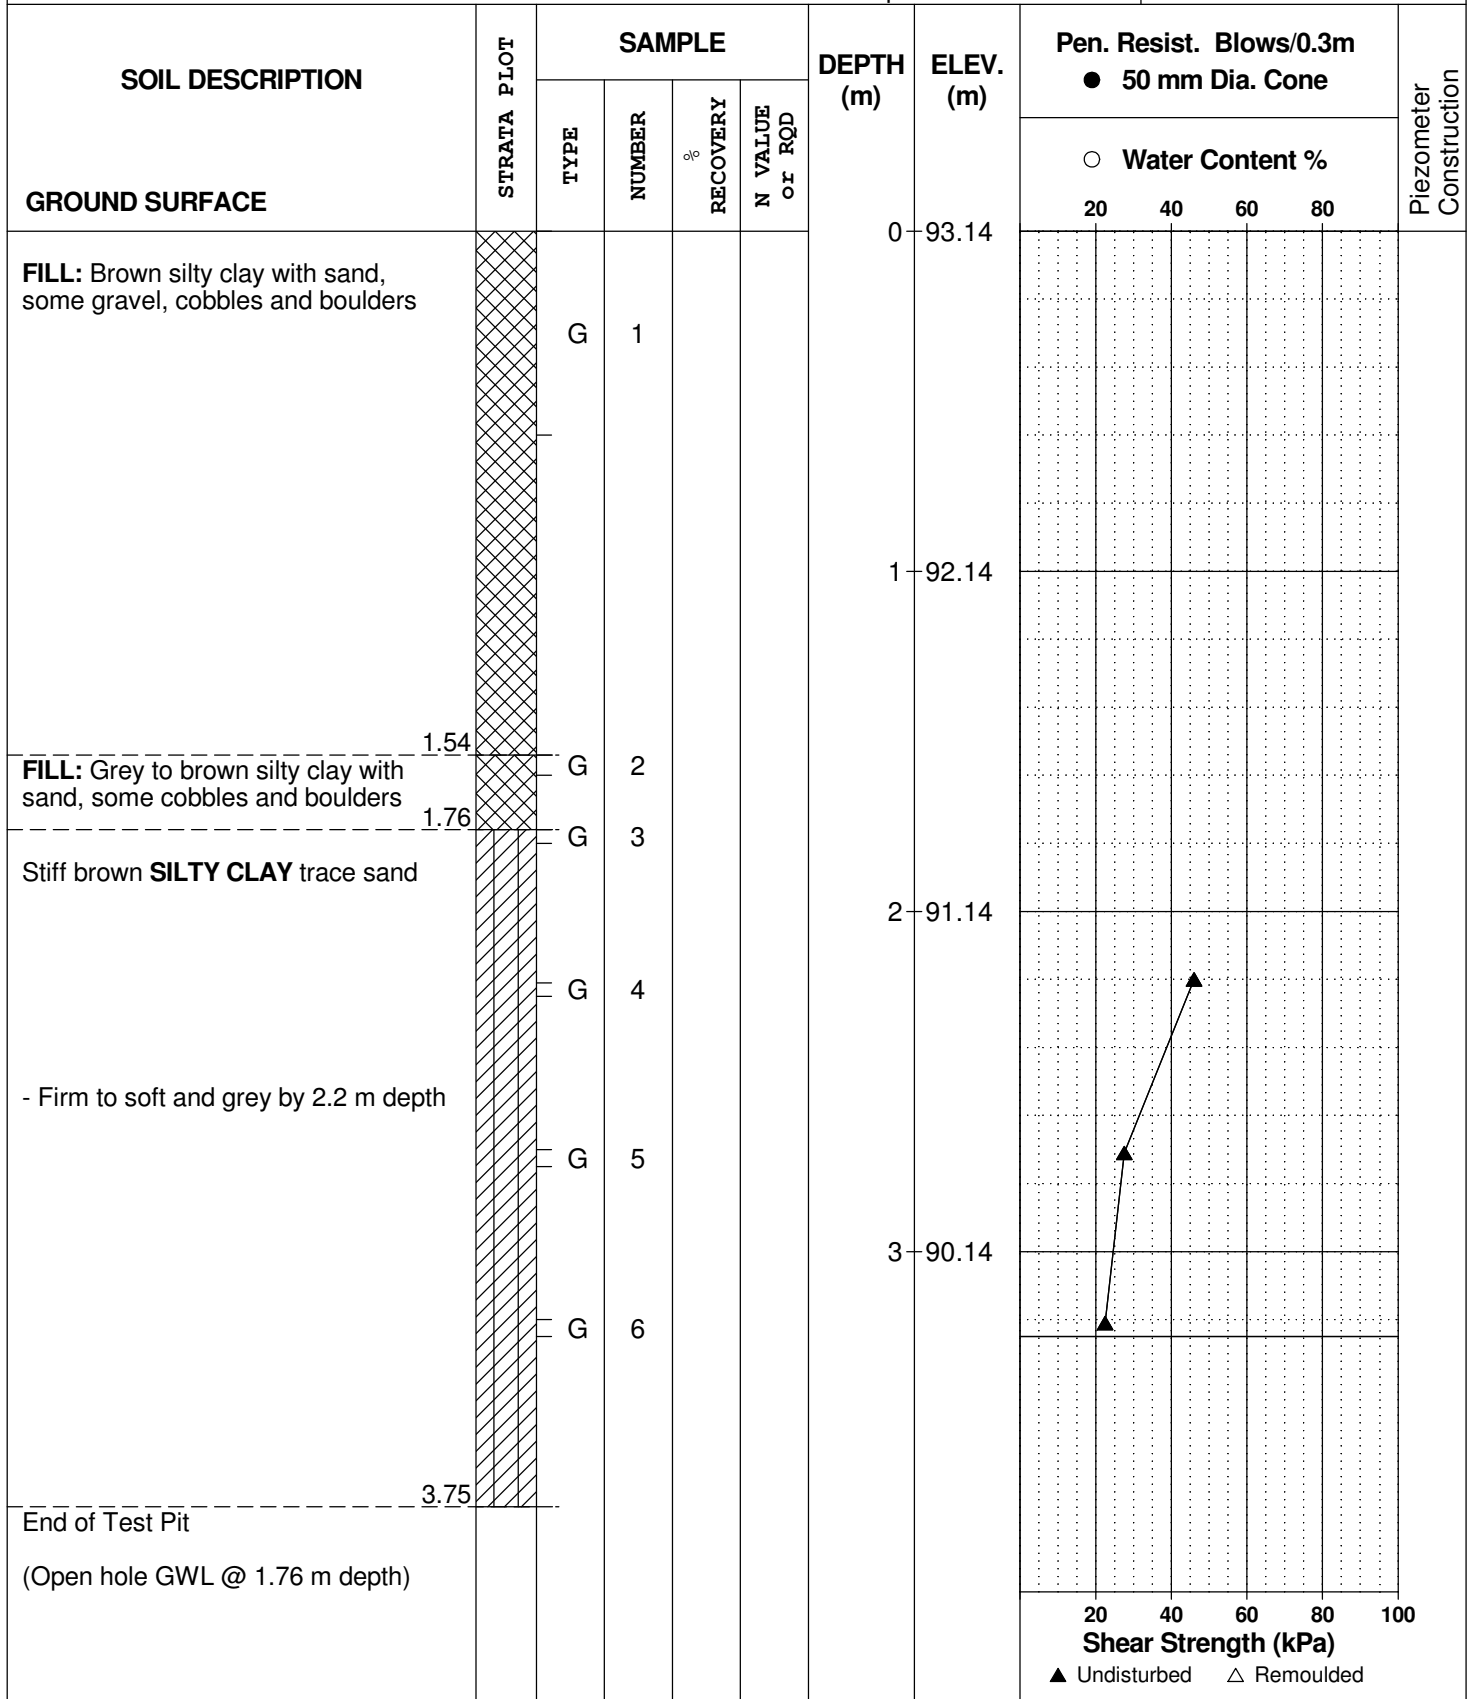 SOIL DESCRIPTION
GROUND SURFACE
STRATA PLOT
SAMPLE
TYPE
NUMBER
%
RECOVERY
N VALUE
or RQD
DEPTH
(m)
ELEV.
(m)
Pen. Resist. Blows/0.3m
● 50 mm Dia. Cone
○ Water Content %
20 40 60 80
Piezometer
Construction
0 93.14
FILL: Brown silty clay with sand,
some gravel, cobbles and boulders
G 1
1 92.14
1.54
FILL: Grey to brown silty clay with
sand, some cobbles and boulders
G 2
1.76
G 3
Stiff brown SILTY CLAY trace sand
2 91.14
G 4
- Firm to soft and grey by 2.2 m depth
G 5
3 90.14
G 6
3.75
End of Test Pit
(Open hole GWL @ 1.76 m depth)
20 40 60 80 100
Shear Strength (kPa)
▲ Undisturbed △ Remoulded